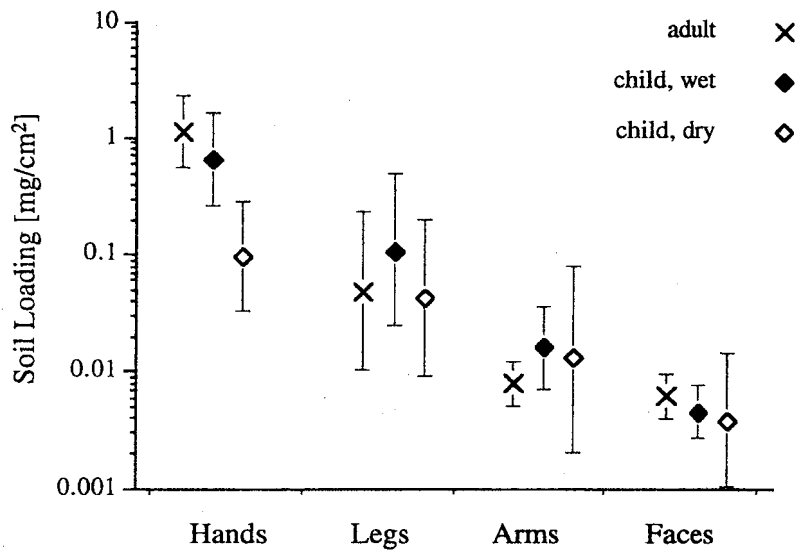 adult
child, wet
child, dry
Soil Loading [mg/cm²]
10
1
0.1
0.01
0.001
Hands Legs Arms Faces